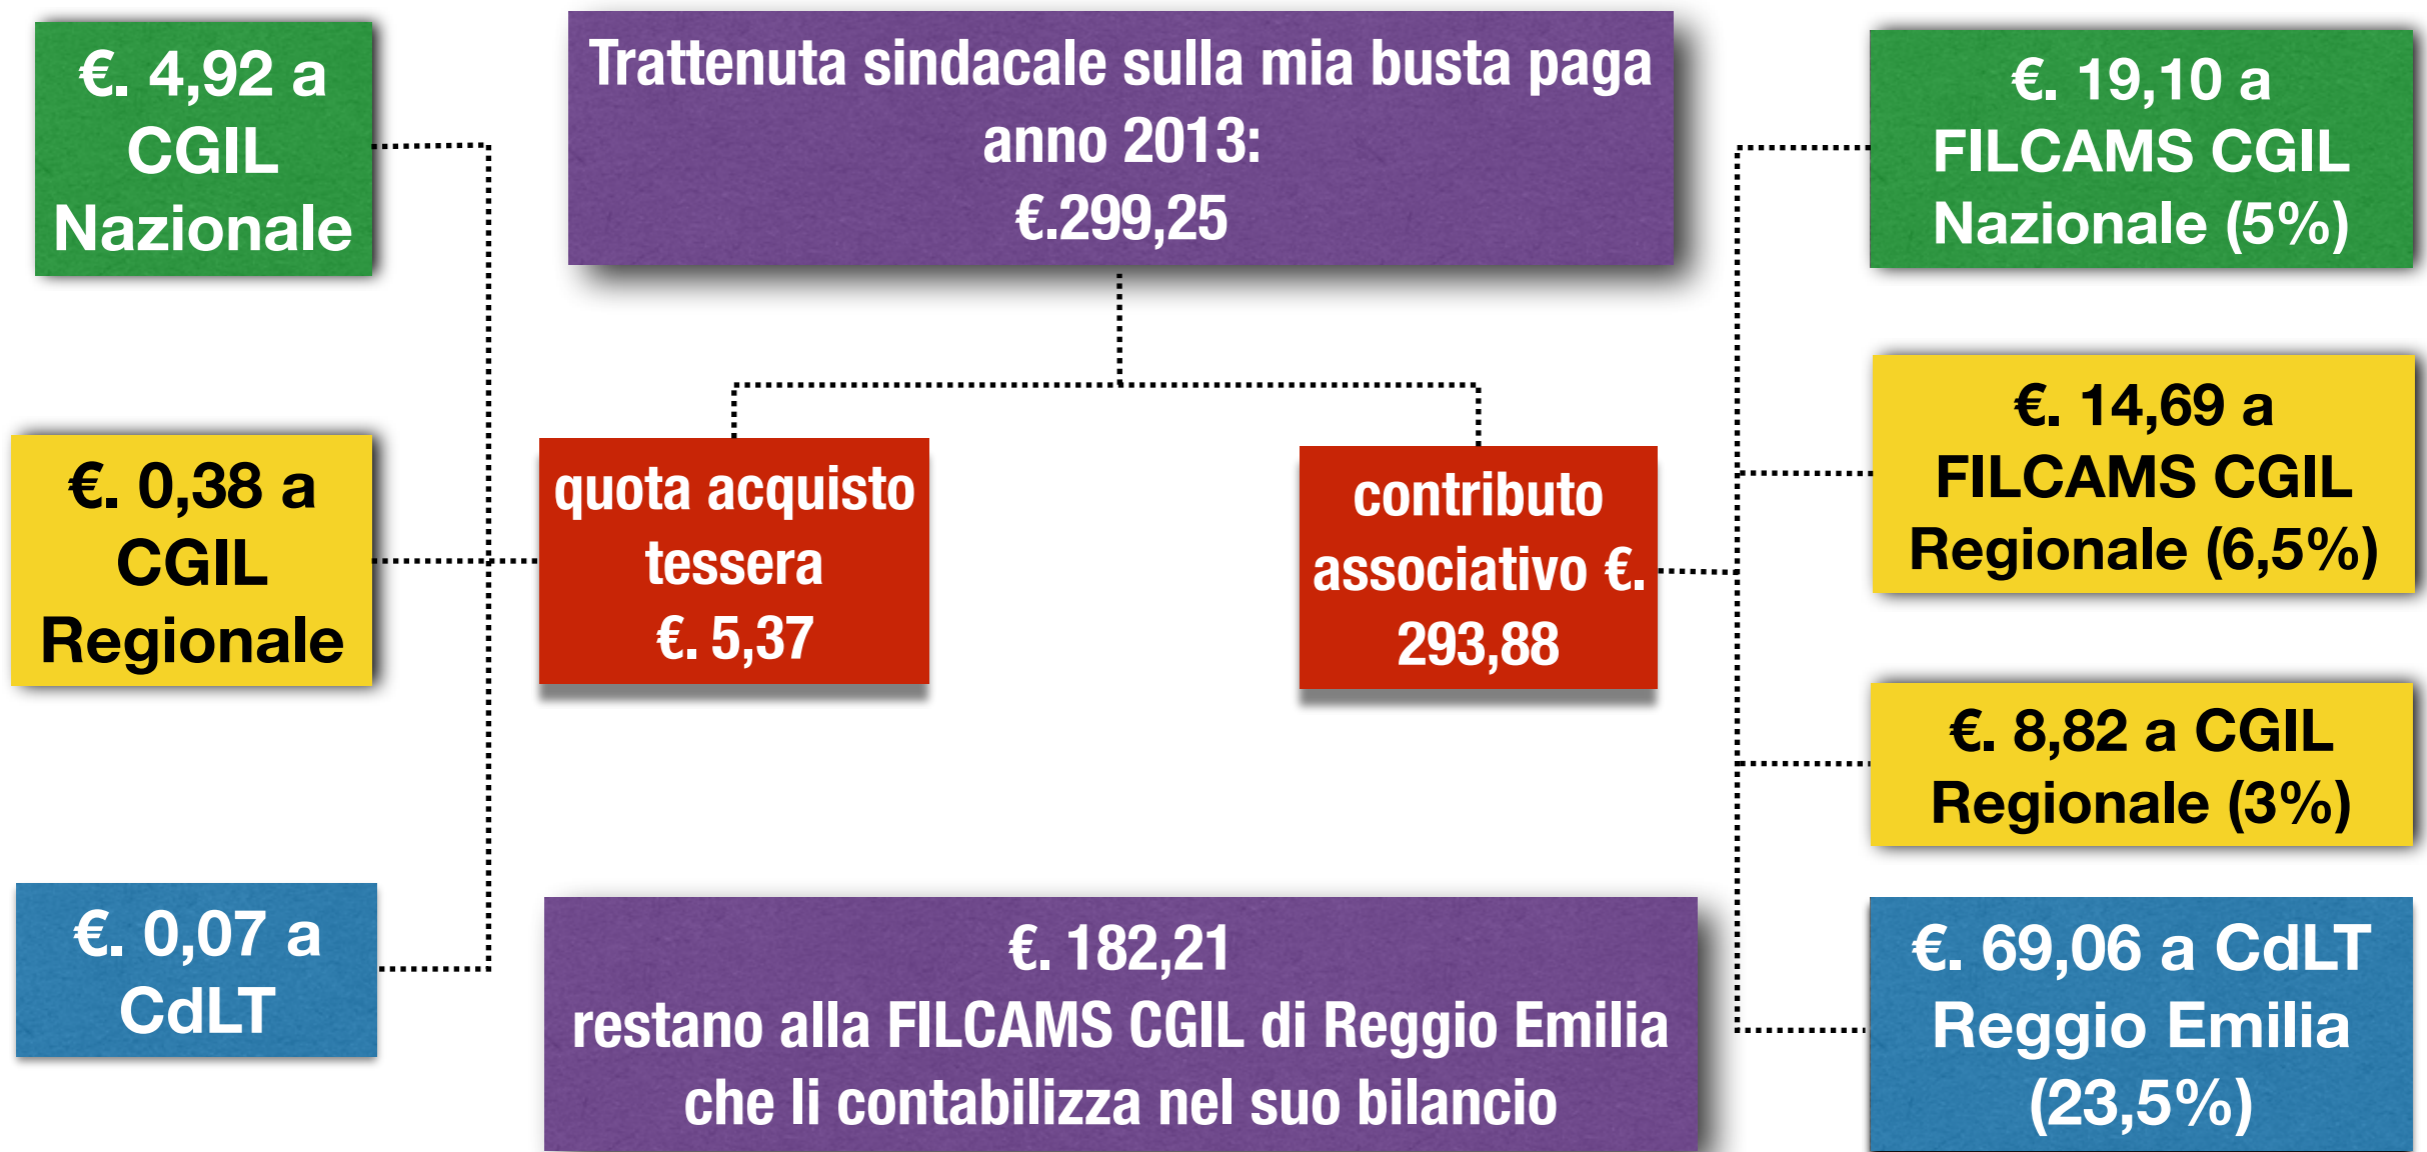 €. 4,92 a
CGIL
Nazionale
Trattenuta sindacale sulla mia busta paga
anno 2013:
€.299,25
€. 19,10 a
FILCAMS CGIL
Nazionale (5%)
€. 0,38 a
CGIL
Regionale
quota acquisto
tessera
€. 5,37
contributo
associativo €.
293,88
€. 14,69 a
FILCAMS CGIL
Regionale (6,5%)
€. 8,82 a CGIL
Regionale (3%)
€. 0,07 a
CdLT
€. 182,21
restano alla FILCAMS CGIL di Reggio Emilia
che li contabilizza nel suo bilancio
€. 69,06 a CdLT
Reggio Emilia
(23,5%)